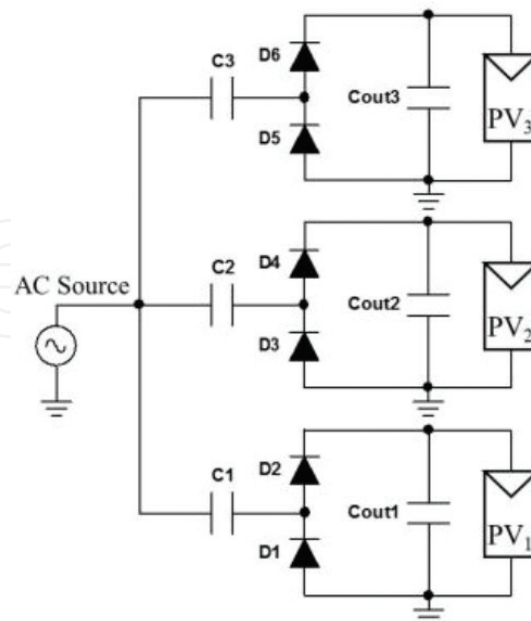 D6
C3
Cout3
PV3
D5
D4
C2
AC Source
Cout2
PV2
D3
D2
C1
Cout1
PV1
D1